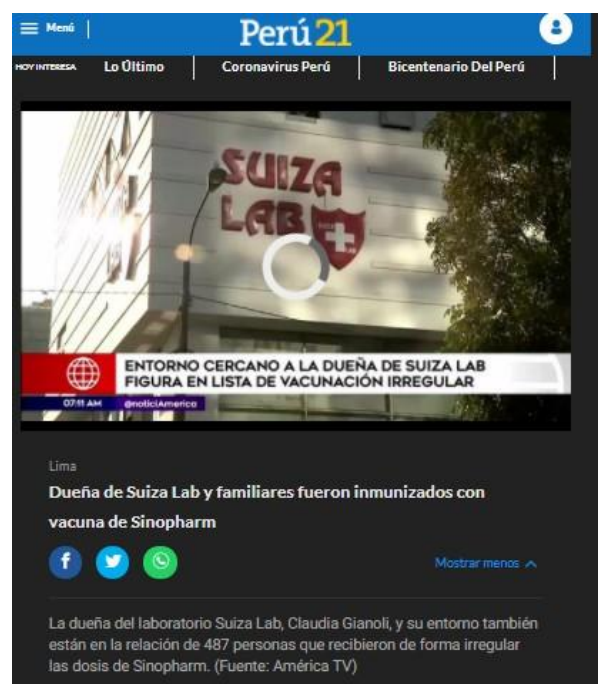 Menú
Perú21
HOY INTERESA Lo Último Coronavirus Perú Bicentenario Del Perú
SUIZA
LAB
ENTORNO CERCANO A LA DUEÑA DE SUIZA LAB
FIGURA EN LISTA DE VACUNACIÓN IRREGULAR
07:11 AM @noticiAmerica
Lima
Dueña de Suiza Lab y familiares fueron inmunizados con
vacuna de Sinopharm
Mostrar menos
La dueña del laboratorio Suiza Lab, Claudia Gianoli, y su entorno también
están en la relación de 487 personas que recibieron de forma irregular
las dosis de Sinopharm. (Fuente: América TV)